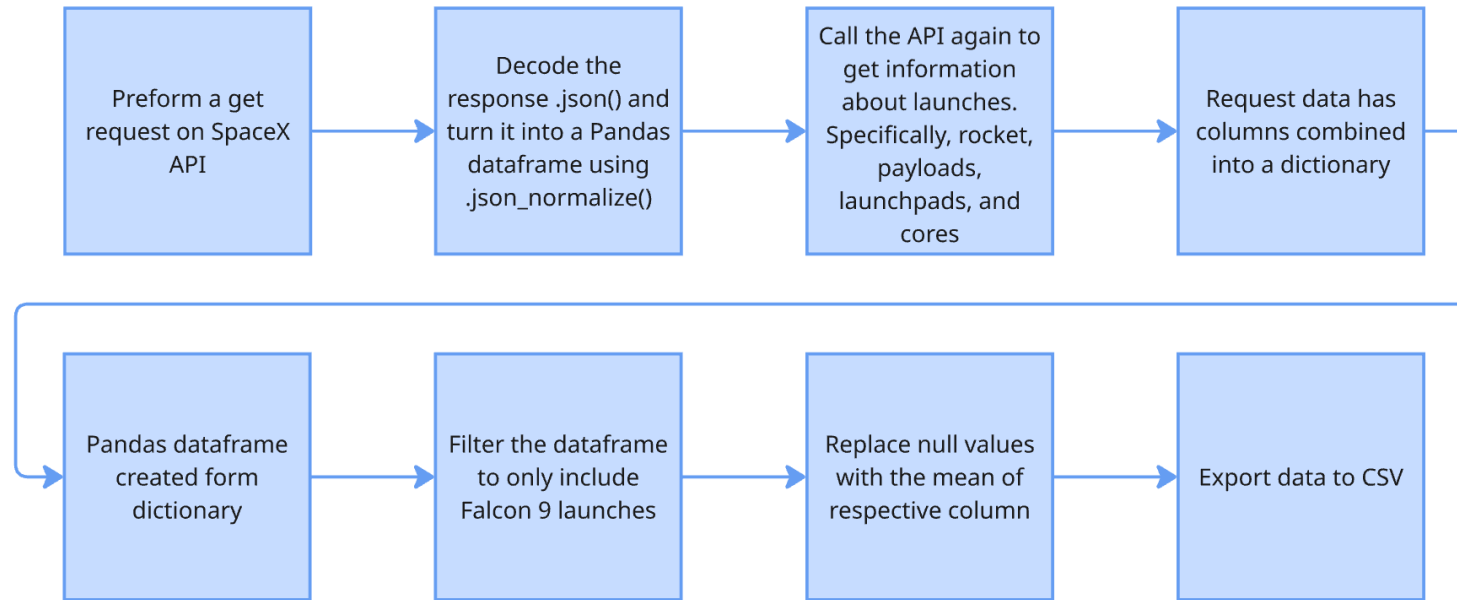 Preform a get
request on SpaceX
API
Decode the
response .json() and
turn it into a Pandas
dataframe using
.json_normalize()
Call the API again to
get information
about launches.
Specifically, rocket,
payloads,
launchpads, and
cores
Request data has
columns combined
into a dictionary
Pandas dataframe
created form
dictionary
Filter the dataframe
to only include
Falcon 9 launches
Replace null values
with the mean of
respective column
Export data to CSV